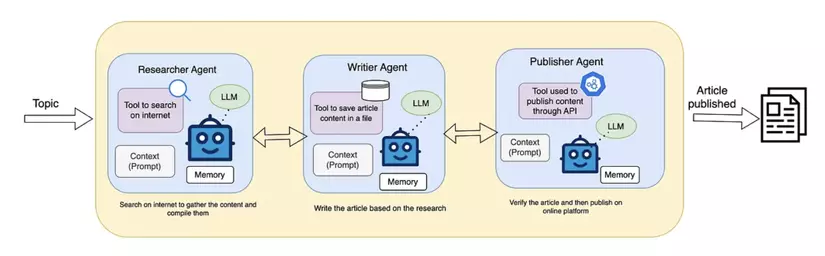 Topic
Researcher Agent
Tool to search
on internet
LLM
Context
(Prompt)
Memory
Search on internet to gather the content and
compile them
Writier Agent
Tool to save article
content in a file
LLM
Context
(Prompt)
Memory
Write the article based on the research
Publisher Agent
Tool used to
publish content
through API
LLM
Context
(Prompt)
Memory
Verify the article and then publish on
online platform
Article
published